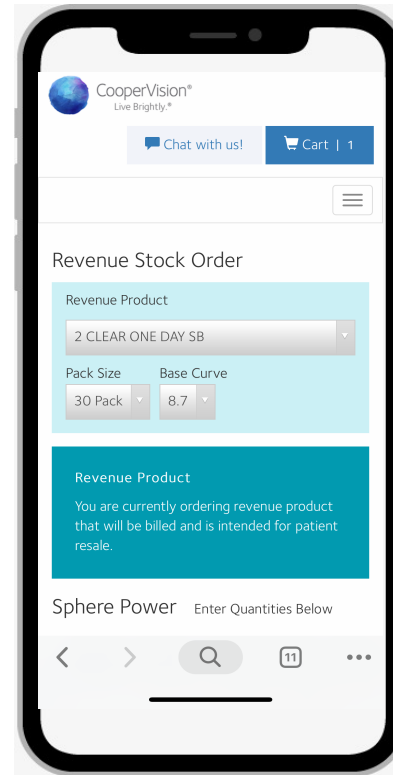 CooperVision®
Live Brightly.®
Chat with us!
Cart | 1
Revenue Stock Order
Revenue Product
2 CLEAR ONE DAY SB
Pack Size Base Curve
30 Pack 8.7
Revenue Product
You are currently ordering revenue product
that will be billed and is intended for patient
resale.
Sphere Power Enter Quantities Below
11